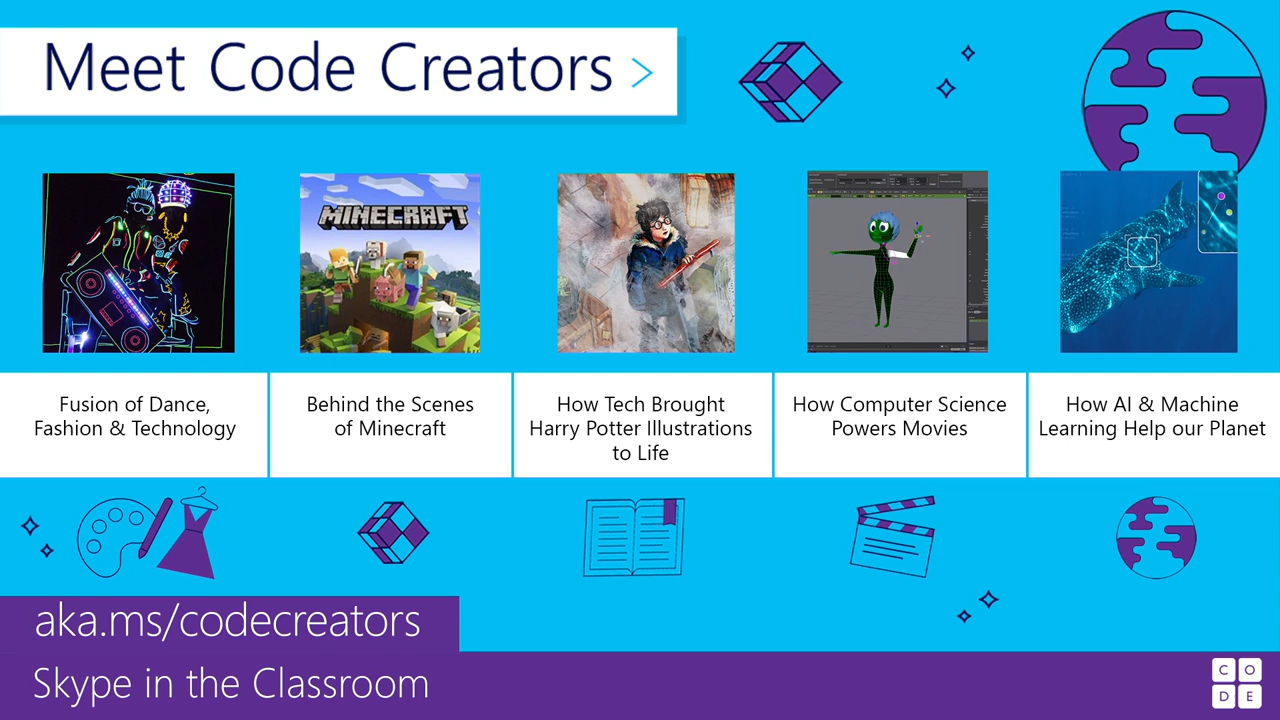 Meet Code Creators >
MINECRAFT
Fusion of Dance,
Fashion & Technology
Behind the Scenes
of Minecraft
How Tech Brought
Harry Potter Illustrations
to Life
How Computer Science
Powers Movies
How AI & Machine
Learning Help our Planet
aka.ms/codecreators
Skype in the Classroom
C O
D E